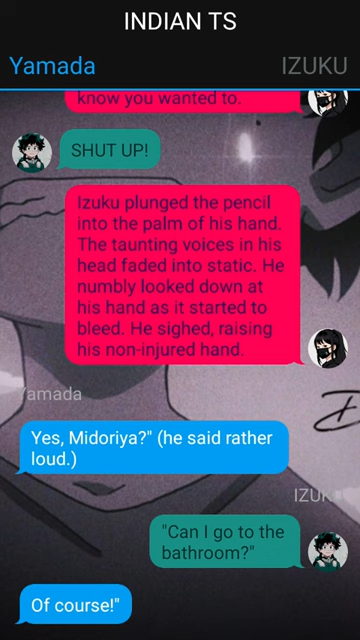 INDIAN TS
Yamada
IZUKU
know you wanted to.
SHUT UP!
Izuku plunged the pencil
into the palm of his hand.
The taunting voices in his
head faded into static. He
numbly looked down at
his hand as it started to
bleed. He sighed, raising
his non-injured hand.
Yamada
Yes, Midoriya?" (he said rather
loud.)
IZUK
"Can I go to the
bathroom?"
Of course!"